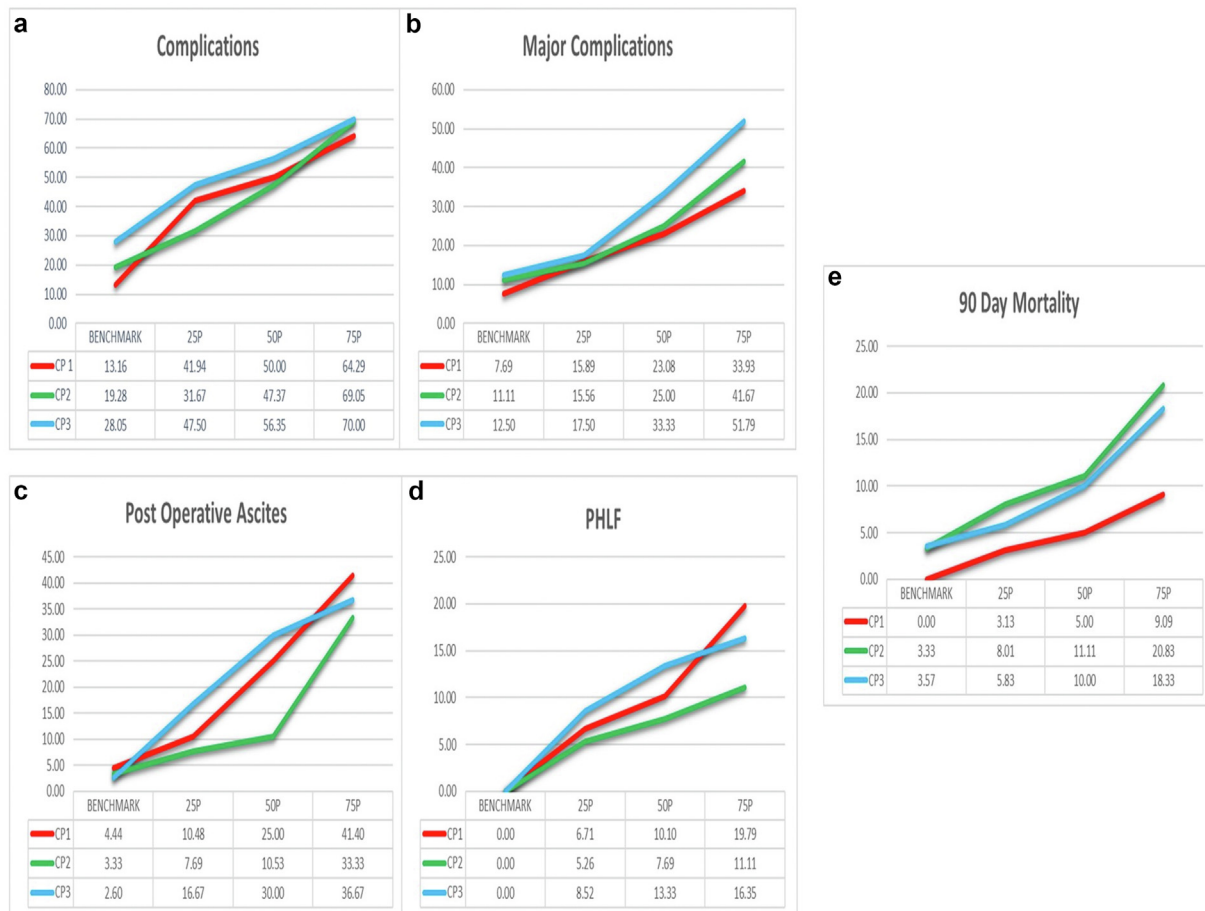 a
Complications
80.00
70.00
60.00
50.00
40.00
30.00
20.00
10.00
0.00
BENCHMARK 25P 50P 75P
CP 1 13.16 41.94 50.00 64.29
CP2 19.28 31.67 47.37 69.05
CP3 28.05 47.50 56.35 70.00
b
Major Complications
60.00
50.00
40.00
30.00
20.00
10.00
0.00
BENCHMARK 25P 50P 75P
CP1 7.69 15.89 23.08 33.93
CP2 11.11 15.56 25.00 41.67
CP3 12.50 17.50 33.33 51.79
c
Post Operative Ascites
45.00
40.00
35.00
30.00
25.00
20.00
15.00
10.00
5.00
0.00
BENCHMARK 25P 50P 75P
CP1 4.44 10.48 25.00 41.40
CP2 3.33 7.69 10.53 33.33
CP3 2.60 16.67 30.00 36.67
d
PHLF
25.00
20.00
15.00
10.00
5.00
0.00
BENCHMARK 25P 50P 75P
CP1 0.00 6.71 10.10 19.79
CP2 0.00 5.26 7.69 11.11
CP3 0.00 8.52 13.33 16.35
e
90 Day Mortality
25.00
20.00
15.00
10.00
5.00
0.00
BENCHMARK 25P 50P 75P
CP1 0.00 3.13 5.00 9.09
CP2 3.33 8.01 11.11 20.83
CP3 3.57 5.83 10.00 18.33